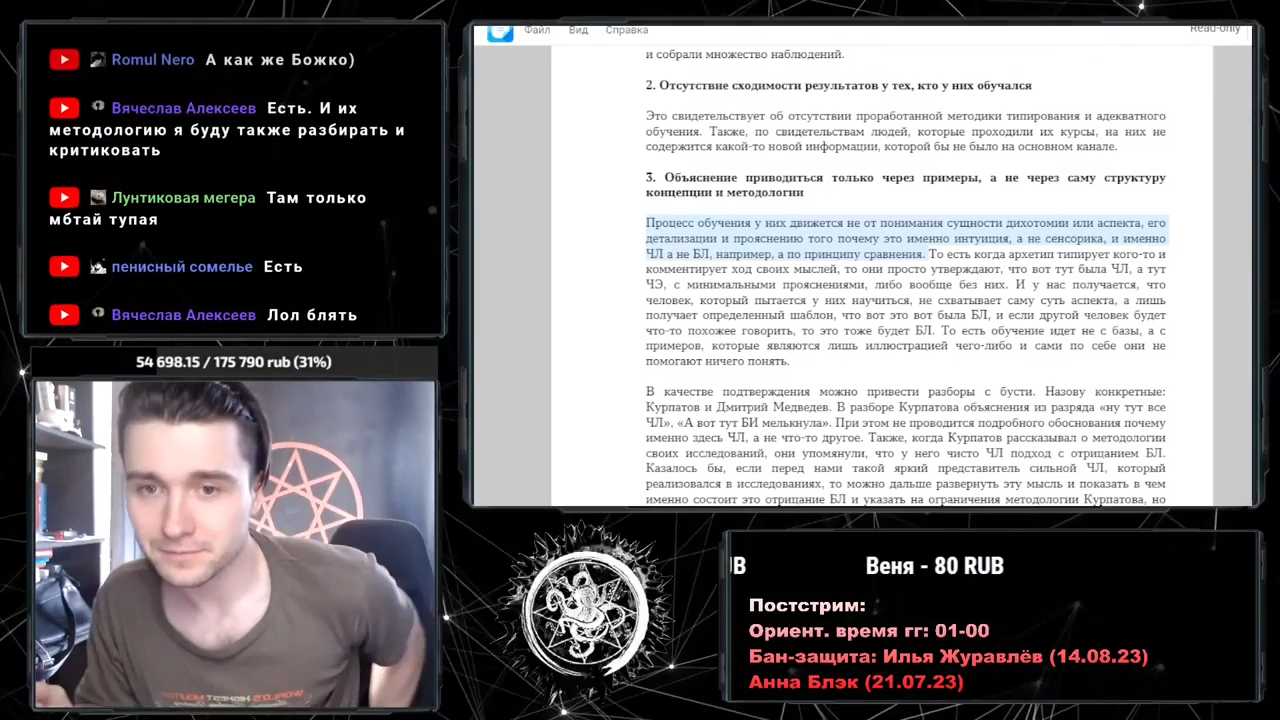 Romul Nero А как же Божко)
Вячеслав Алексеев Есть. И их
методологию я буду также разбирать и
критиковать
Лунтиковая мегера Там только
мбтай тупая
пенисный сомелье Есть
Вячеслав Алексеев Лол блять
54 698.15 / 175 790 rub (31%)
Файл Вид Справка Read-only
и собрали множество наблюдений.
2. Отсутствие сходимости результатов у тех, кто у них обучался
Это свидетельствует об отсутствии проработанной методики типирования и адекватного
обучения. Также, по свидетельствам людей, которые проходили их курсы, на них не
содержится какой-то новой информации, которой бы не было на основном канале.
3. Объяснение приводиться только через примеры, а не через саму структуру
концепции и методологии
Процесс обучения у них движется не от понимания сущности дихотомии или аспекта, его
детализации и прояснению того почему это именно интуиция, а не сенсорика, и именно
ЧЛ а не БЛ, например, а по принципу сравнения. То есть когда архетип типирует кого-то и
комментирует ход своих мыслей, то они просто утверждают, что вот тут была ЧЛ, а тут
ЧЭ, с минимальными прояснениями, либо вообще без них. И у нас получается, что
человек, который пытается у них научиться, не схватывает саму суть аспекта, а лишь
получает определенный шаблон, что вот это вот была БЛ, и если другой человек будет
что-то похожее говорить, то это тоже будет БЛ. То есть обучение идет не с базы, а с
примеров, которые являются лишь иллюстрацией чего-либо и сами по себе они не
помогают ничего понять.
В качестве подтверждения можно привести разборы с бусти. Назову конкретные:
Курпатов и Дмитрий Медведев. В разборе Курпатова объяснения из разряда «ну тут все
ЧЛ», «А вот тут БИ мелькнула». При этом не проводится подробного обоснования почему
именно здесь ЧЛ, а не что-то другое. Также, когда Курпатов рассказывал о методологии
своих исследований, они упомянули, что у него чисто ЧЛ подход с отрицанием БЛ.
Казалось бы, если перед нами такой яркий представитель сильной ЧЛ, который
реализовался в исследованиях, то можно дальше развернуть эту мысль и показать в чем
именно состоит это отрицание БЛ и указать на ограничения методологии Курпатова, но
UB Веня - 80 RUB
Постстрим:
Ориент. время гг: 01-00
Бан-защита: Илья Журавлёв (14.08.23)
Анна Блэк (21.07.23)